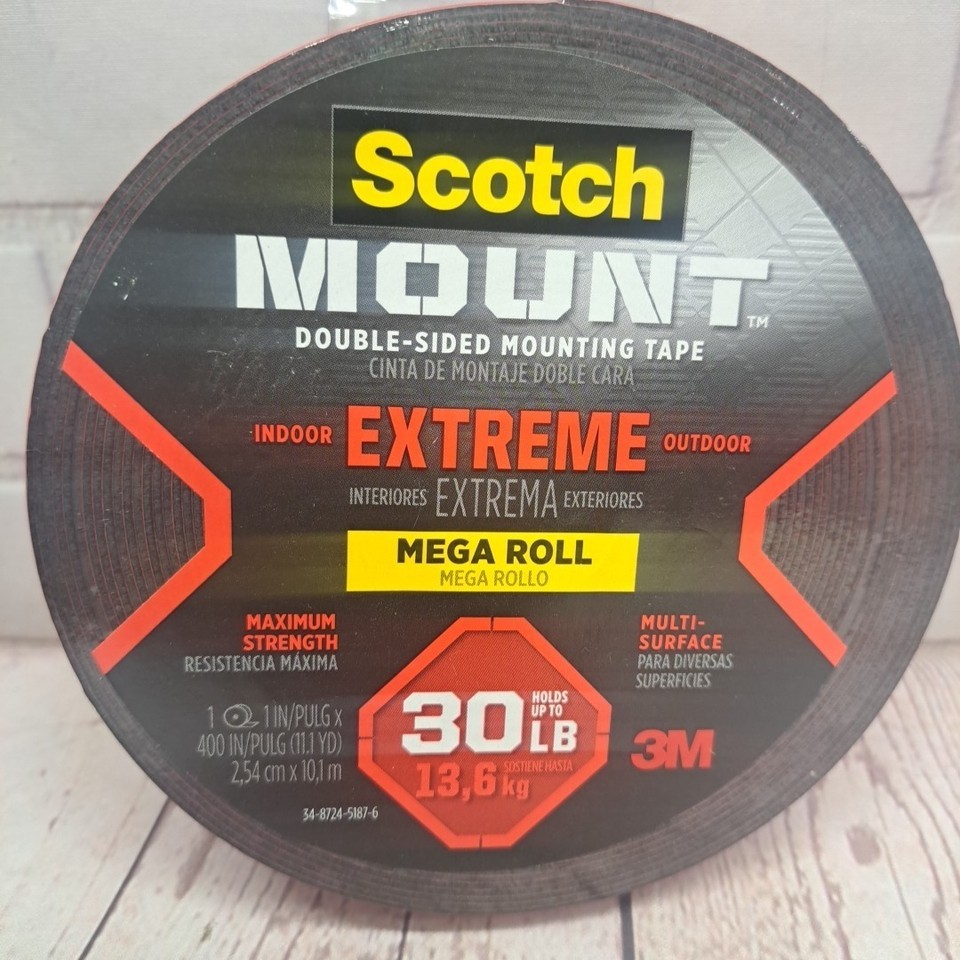 Scotch
MOUNT™
DOUBLE-SIDED MOUNTING TAPE
CINTA DE MONTAJE DOBLE CARA
INDOOR EXTREME OUTDOOR
INTERIORES EXTREMA EXTERIORES
MEGA ROLL
MEGA ROLLO
MAXIMUM
STRENGTH
RESISTENCIA MÁXIMA
MULTI-
SURFACE
PARA DIVERSAS
SUPERFICIES
1 1 IN/PULG x
400 IN/PULG (11.1 YD)
2,54 cm x 10,1 m
34-8724-5187-6
30 HOLDS UP TO LB
13,6 SOSTIENE HASTA kg
3M